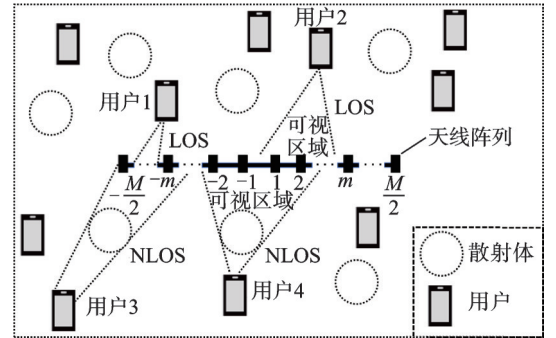 用户2
用户1
LOS
LOS
可视
区域
天线阵列
-M/2
-m
-2
-1
1
2
m
M/2
可视区域
NLOS
NLOS
用户3
用户4
散射体
用户